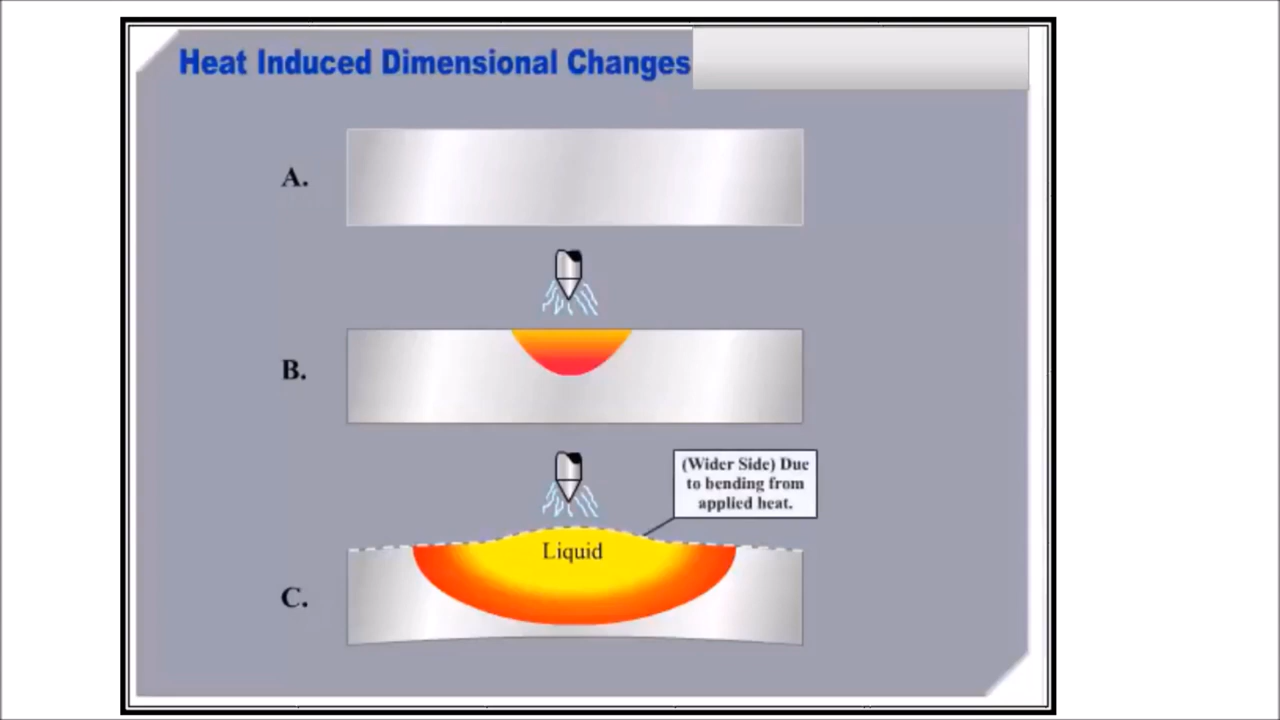 Heat Induced Dimensional Changes
A.
B.
(Wider Side) Due
to bending from
applied heat.
Liquid
C.